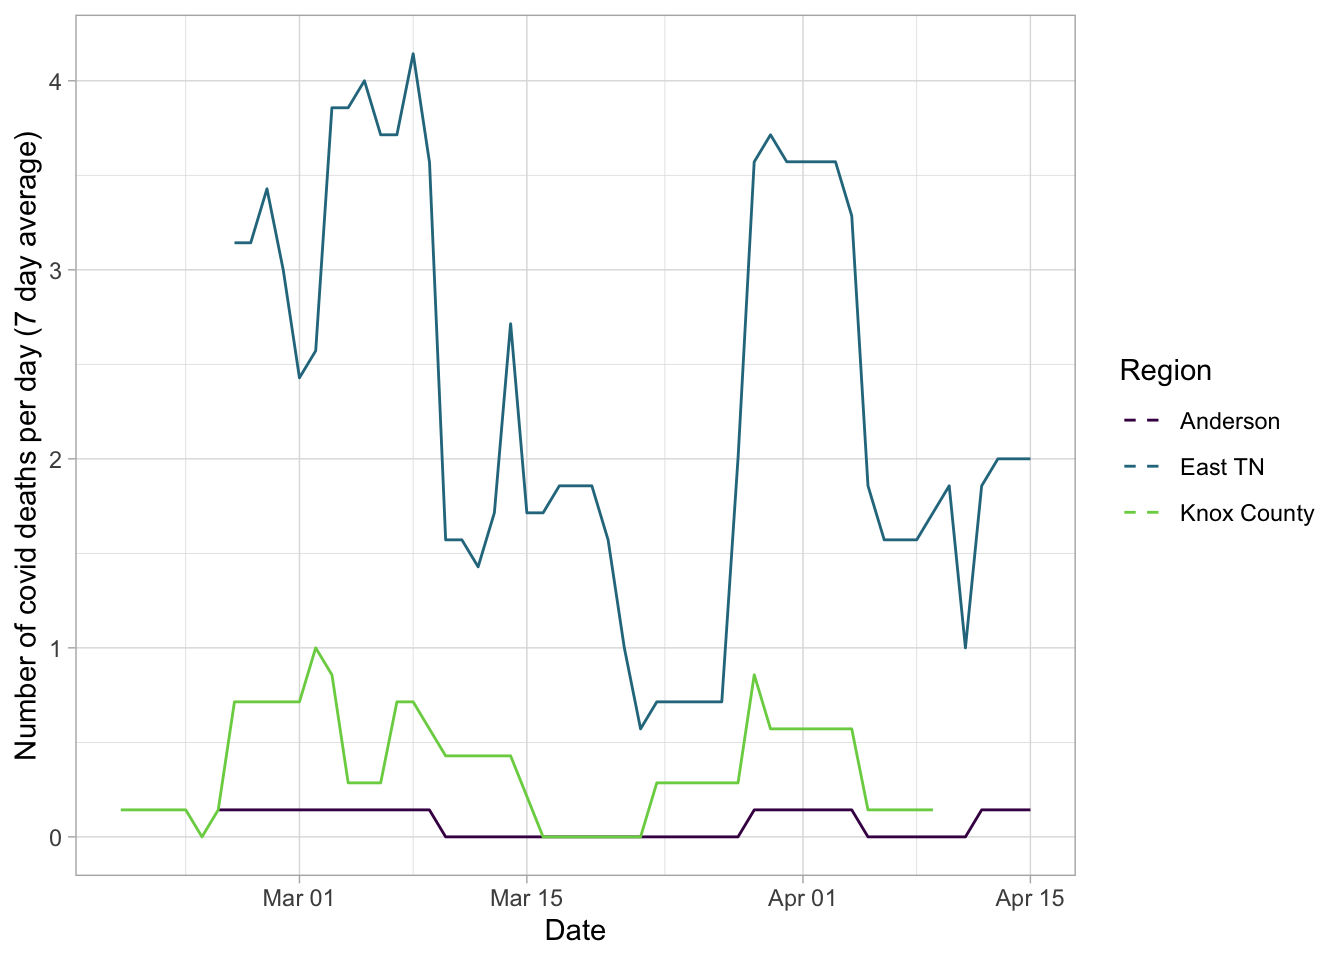 Number of covid deaths per day (7 day average)
4
3
2
1
0
Mar 01
Mar 15
Apr 01
Apr 15
Date
Region
Anderson
East TN
Knox County